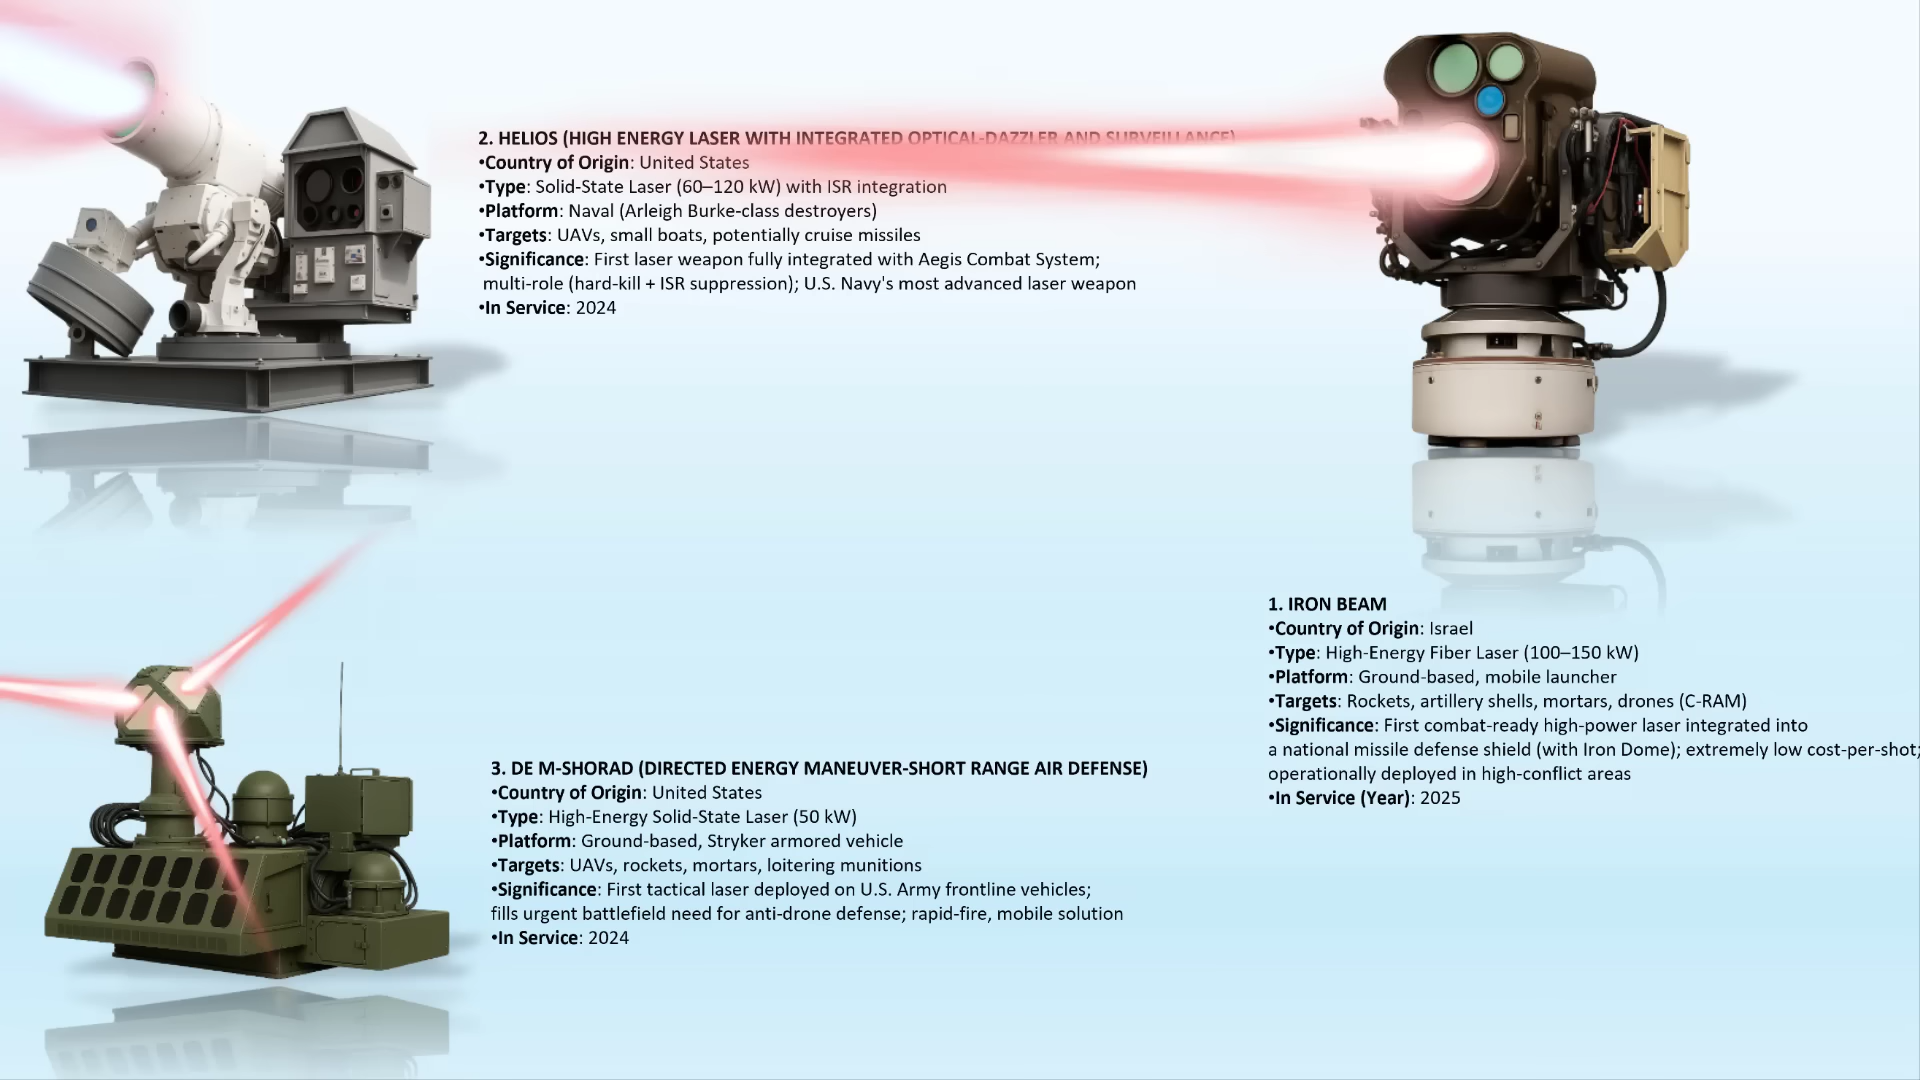 2. HELIOS (HIGH ENERGY LASER WITH INTEGRATED OPTICAL-DAZZLER AND SURVEILLANCE)
•Country of Origin: United States
•Type: Solid-State Laser (60–120 kW) with ISR integration
•Platform: Naval (Arleigh Burke-class destroyers)
•Targets: UAVs, small boats, potentially cruise missiles
•Significance: First laser weapon fully integrated with Aegis Combat System;
multi-role (hard-kill + ISR suppression); U.S. Navy's most advanced laser weapon
•In Service: 2024
1. IRON BEAM
•Country of Origin: Israel
•Type: High-Energy Fiber Laser (100–150 kW)
•Platform: Ground-based, mobile launcher
•Targets: Rockets, artillery shells, mortars, drones (C-RAM)
•Significance: First combat-ready high-power laser integrated into
a national missile defense shield (with Iron Dome); extremely low cost-per-shot;
operationally deployed in high-conflict areas
•In Service (Year): 2025
3. DE M-SHORAD (DIRECTED ENERGY MANEUVER-SHORT RANGE AIR DEFENSE)
•Country of Origin: United States
•Type: High-Energy Solid-State Laser (50 kW)
•Platform: Ground-based, Stryker armored vehicle
•Targets: UAVs, rockets, mortars, loitering munitions
•Significance: First tactical laser deployed on U.S. Army frontline vehicles;
fills urgent battlefield need for anti-drone defense; rapid-fire, mobile solution
•In Service: 2024